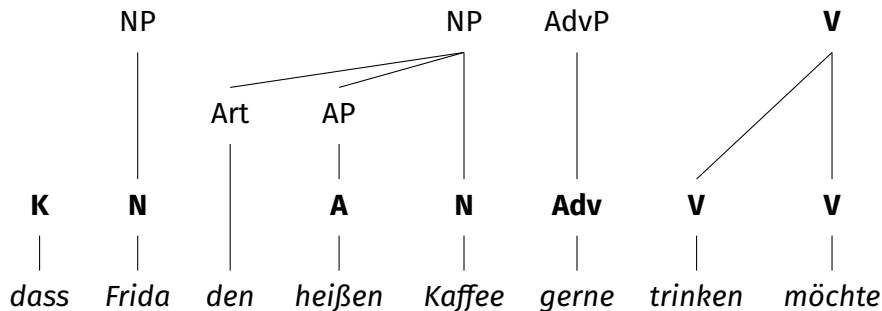 NP NP AdvP V
Art AP
K N A N Adv V V
dass Frida den heißen Kaffee gerne trinken möchte